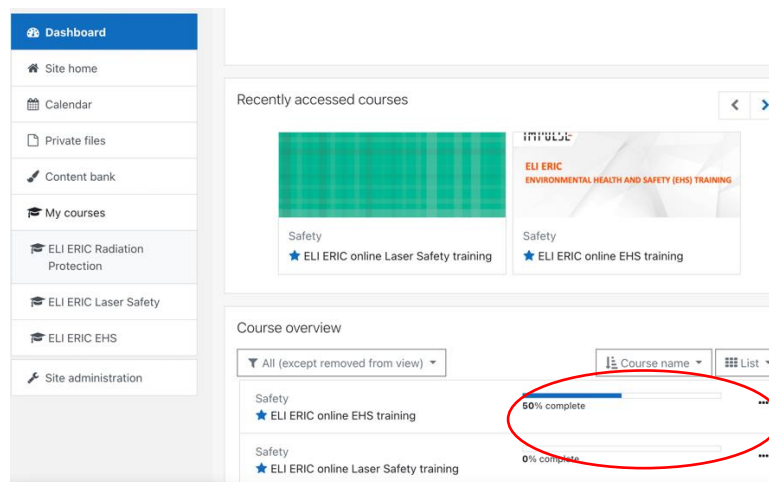 Dashboard
Site home
Calendar
Private files
Content bank
My courses
ELI ERIC Radiation
Protection
ELI ERIC Laser Safety
ELI ERIC EHS
Site administration
Recently accessed courses
Safety
ELI ERIC online Laser Safety training
IMPULSE
ELI ERIC
ENVIRONMENTAL HEALTH AND SAFETY (EHS) TRAINING
Safety
ELI ERIC online EHS training
Course overview
All (except removed from view)
Course name
List
Safety
ELI ERIC online EHS training
50% complete
Safety
ELI ERIC online Laser Safety training
0% complete